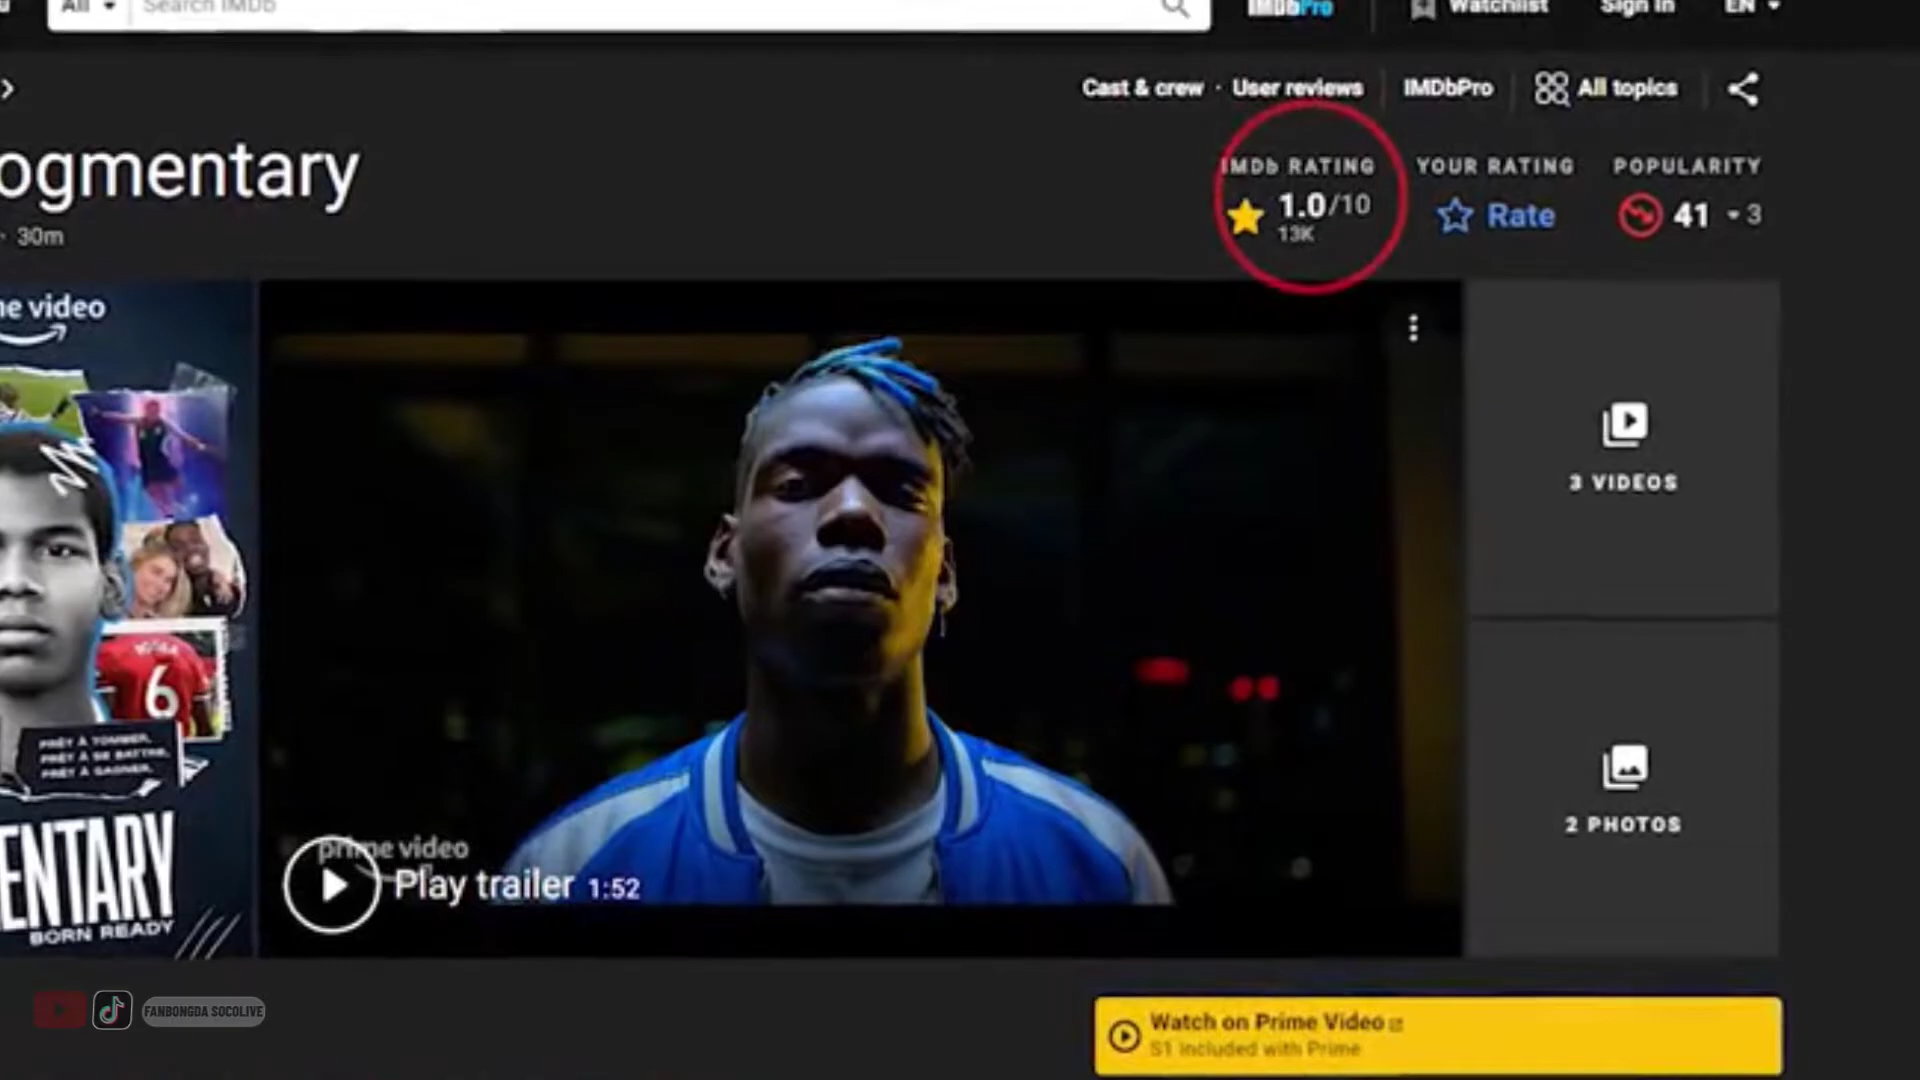 All
Search IMDb
IMDbPro
Watchlist
Sign In
EN
Cast & crew · User reviews
IMDbPro
All topics
ogmentary
· 30m
IMDb RATING
1.0/10
13K
YOUR RATING
Rate
POPULARITY
41
3
ne video
6
PRÊT À TOMBER,
PRÊT À SE BATTRE,
PRÊT À GAGNER.
ENTARY
BORN READY
prime video
Play trailer 1:52
3 VIDEOS
2 PHOTOS
FANBONGDA SOCOLIVE
Watch on Prime Video
S1 included with Prime